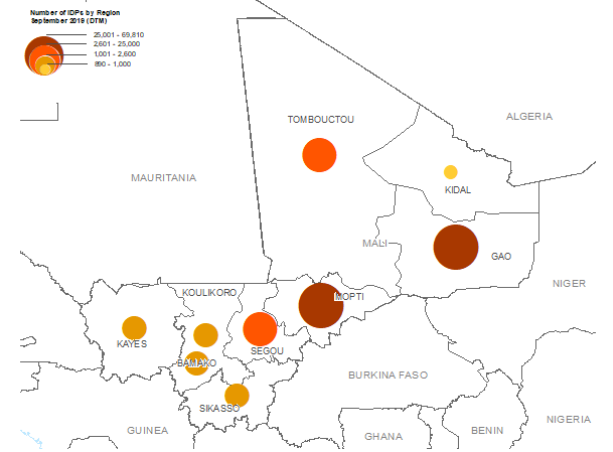 Number of IDPs by Region
September 2019 (DTM)
25,001 - 69,810
2,601 - 25,000
1,001 - 2,600
890 - 1,000
TOMBOUCTOU
ALGERIA
MAURITANIA
KIDAL
MALI
GAO
NIGER
KOULIKORO
MOPTI
KAYES
SEGOU
BAMAKO
BURKINA FASO
SIKASSO
GUINEA
GHANA
BENIN
NIGERIA